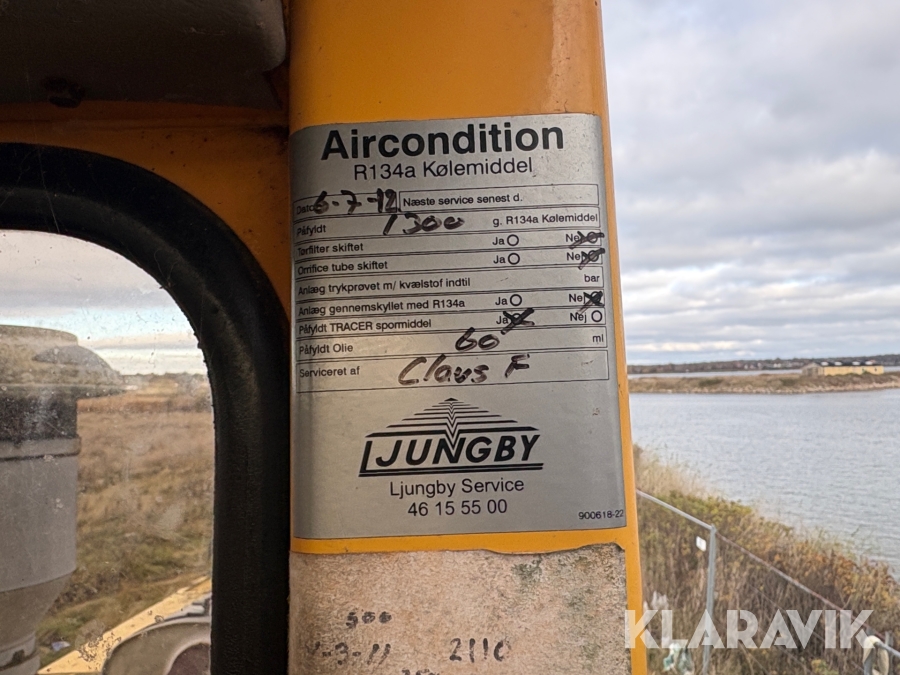 Aircondition
R134a Kølemiddel
Dato 6-7-12 Næste service senest d.
Påfyldt 1300 g. R134a Kølemiddel
Tørfilter skiftet Ja Nej
Orrifice tube skiftet Ja Nej
Anlæg trykprøvet m/ kvælstof indtil bar
Anlæg gennemskyllet med R134a Ja Nej
Påfyldt TRACER spormiddel Ja Nej
Påfyldt Olie 60 ml
Serviceret af Claus F
LJUNGBY
Ljungby Service
46 15 55 00
900618-22
500
-3-11 2110
KLARAVIK